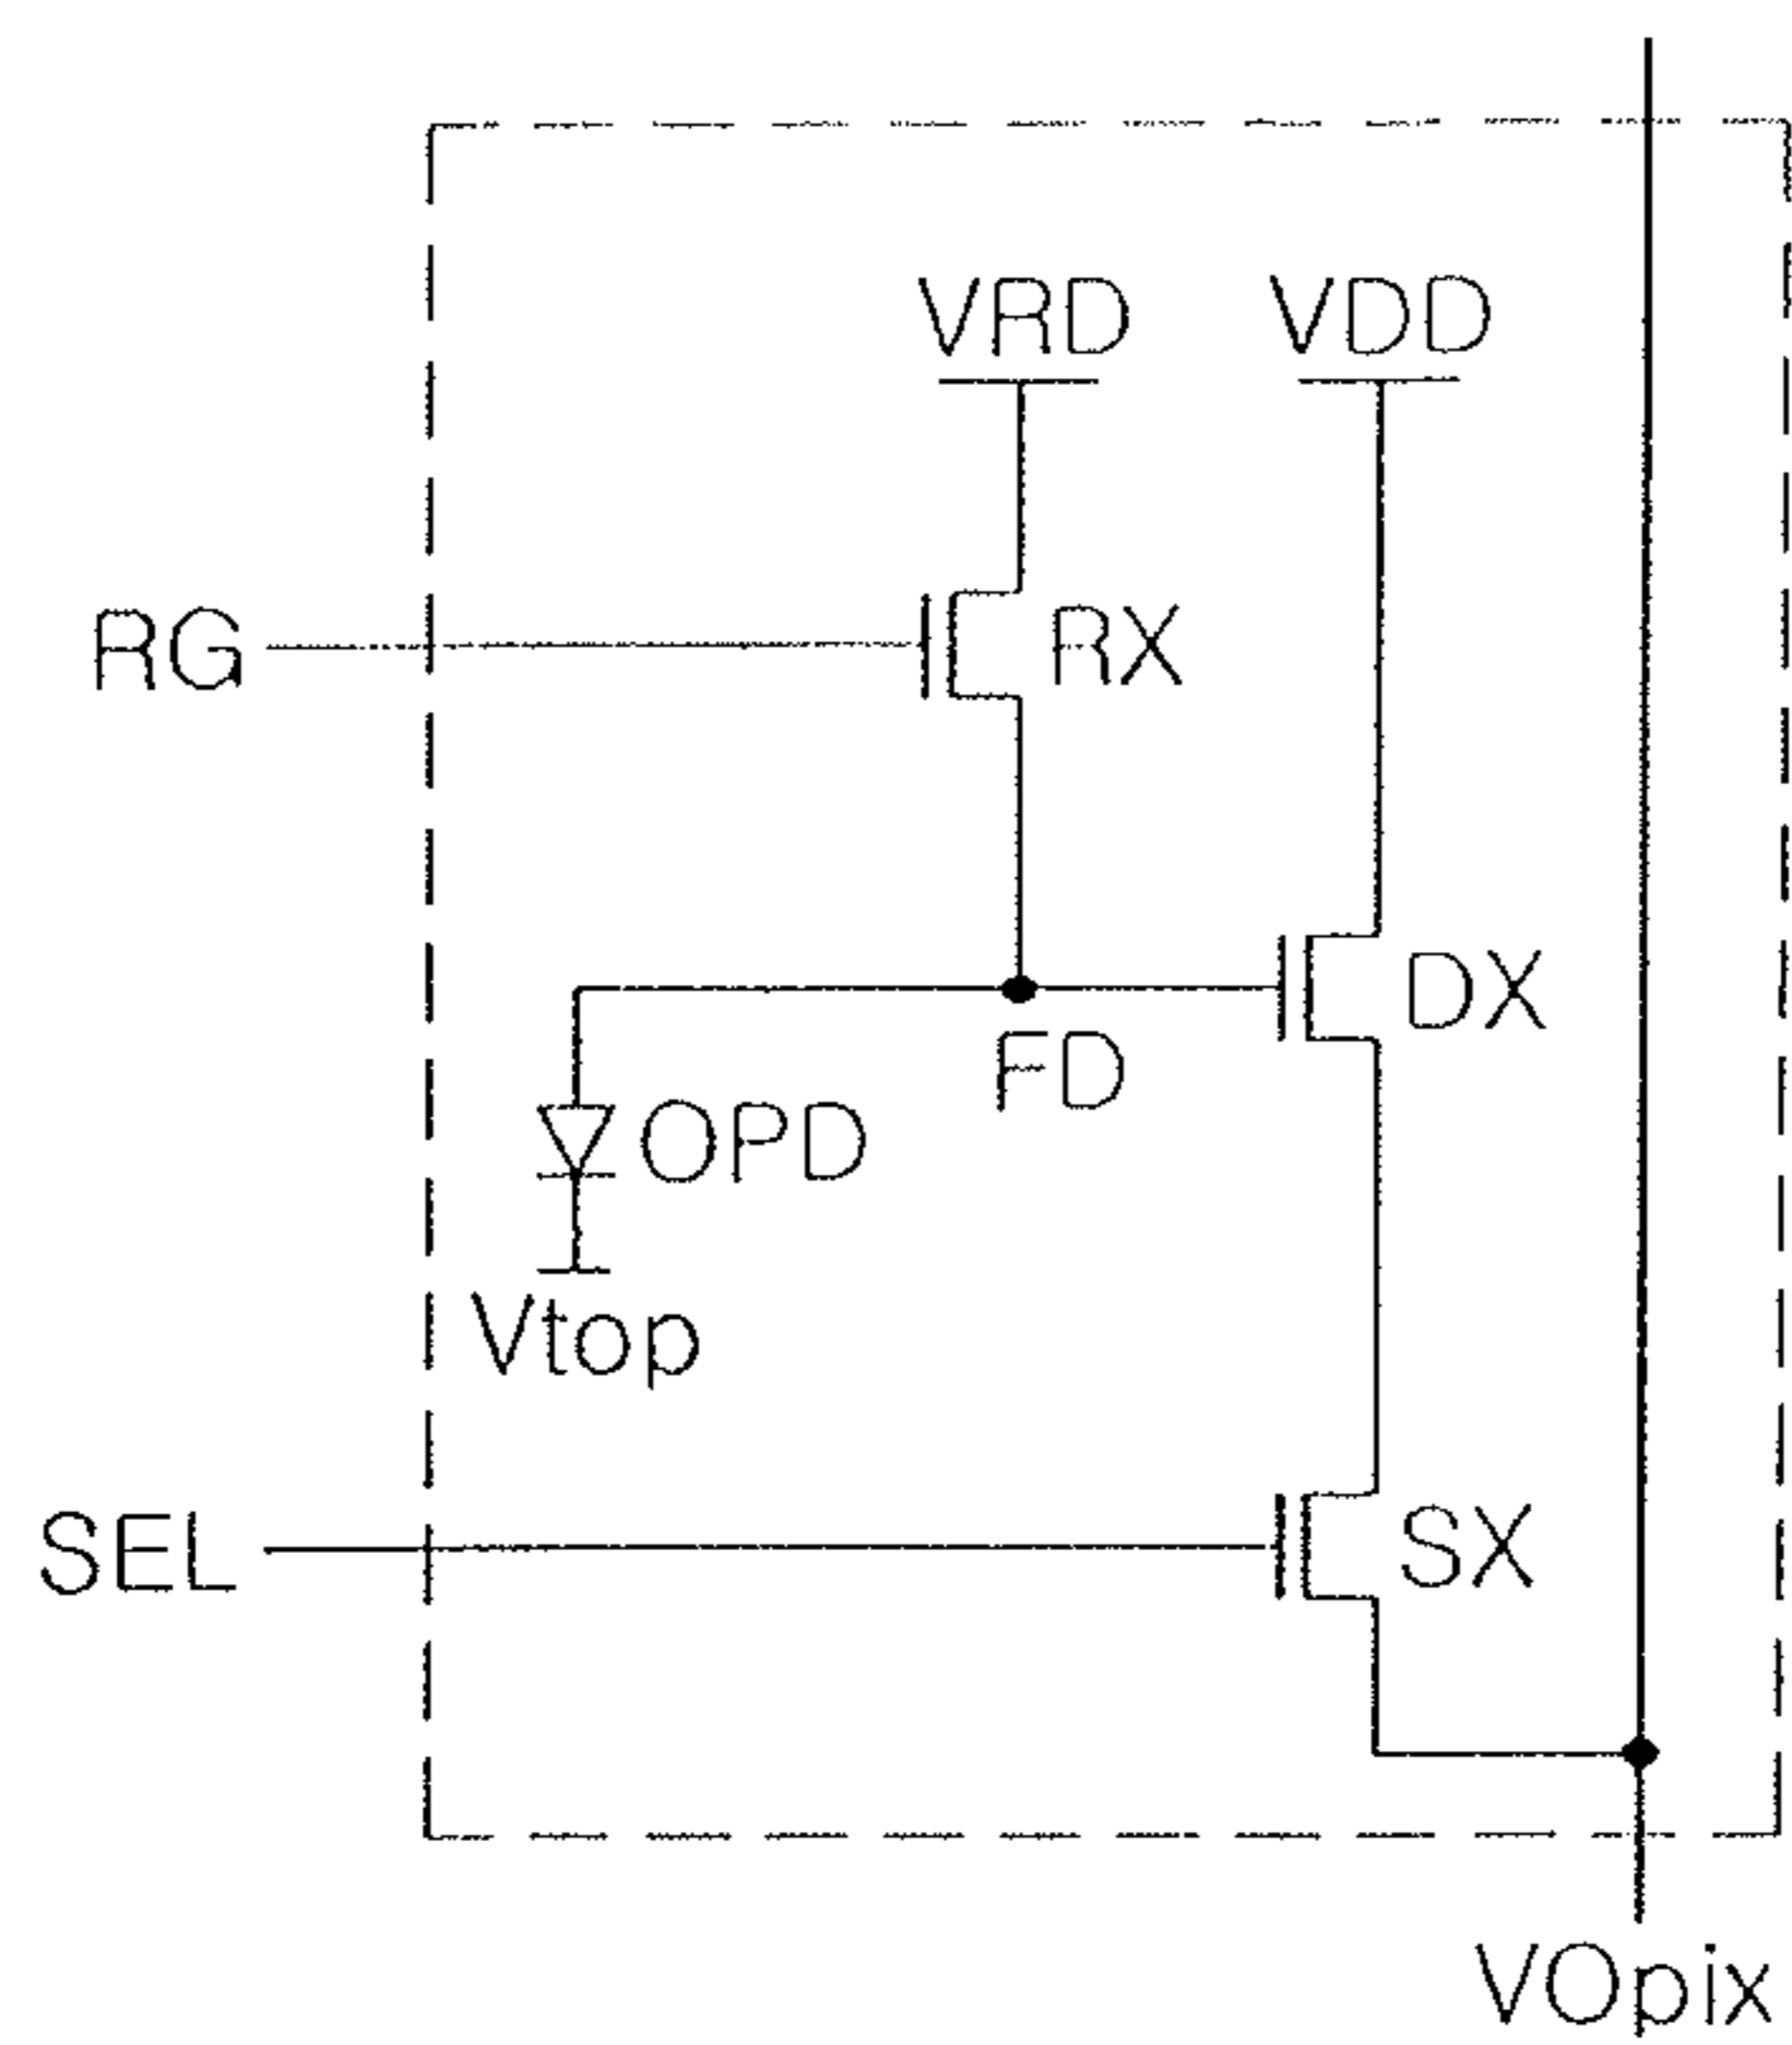 VRD
VDD
RG
RX
DX
FD
OPD
Vtop
SEL
SX
VOpix